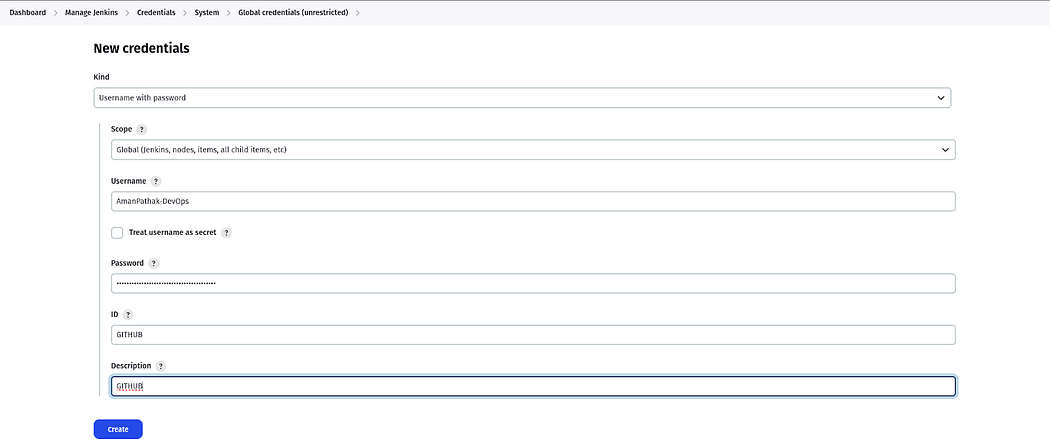 Dashboard > Manage Jenkins > Credentials > System > Global credentials (unrestricted) >
New credentials
Kind
Username with password
Scope ?
Global (Jenkins, nodes, items, all child items, etc)
Username ?
AmanPathak-DevOps
Treat username as secret ?
Password ?
••••••••••••••••••••••••••••••••••••••••
ID ?
GITHUB
Description ?
GITHUB
Create